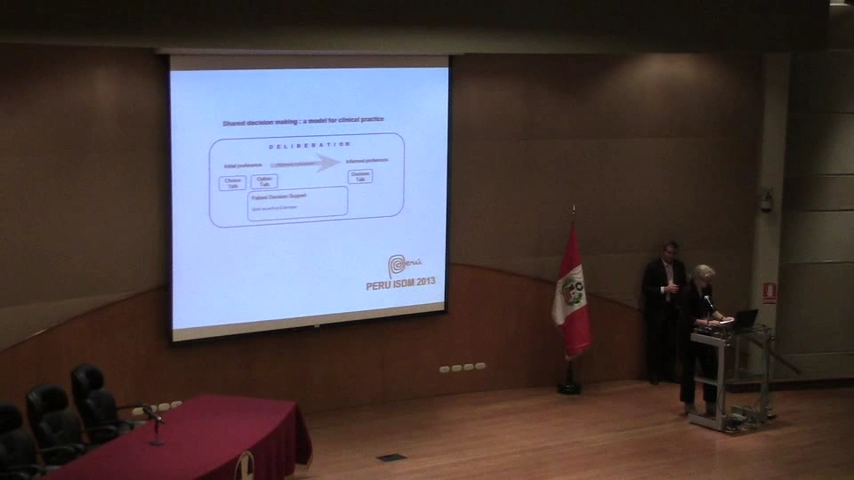 Shared decision making : a model for clinical practice
D E L I B E R A T I O N
Initial preferences
Informed preferences
Choice
Talk
Option
Talk
Decision
Talk
Patient Decision Support
Perú
PERU ISDM 2013